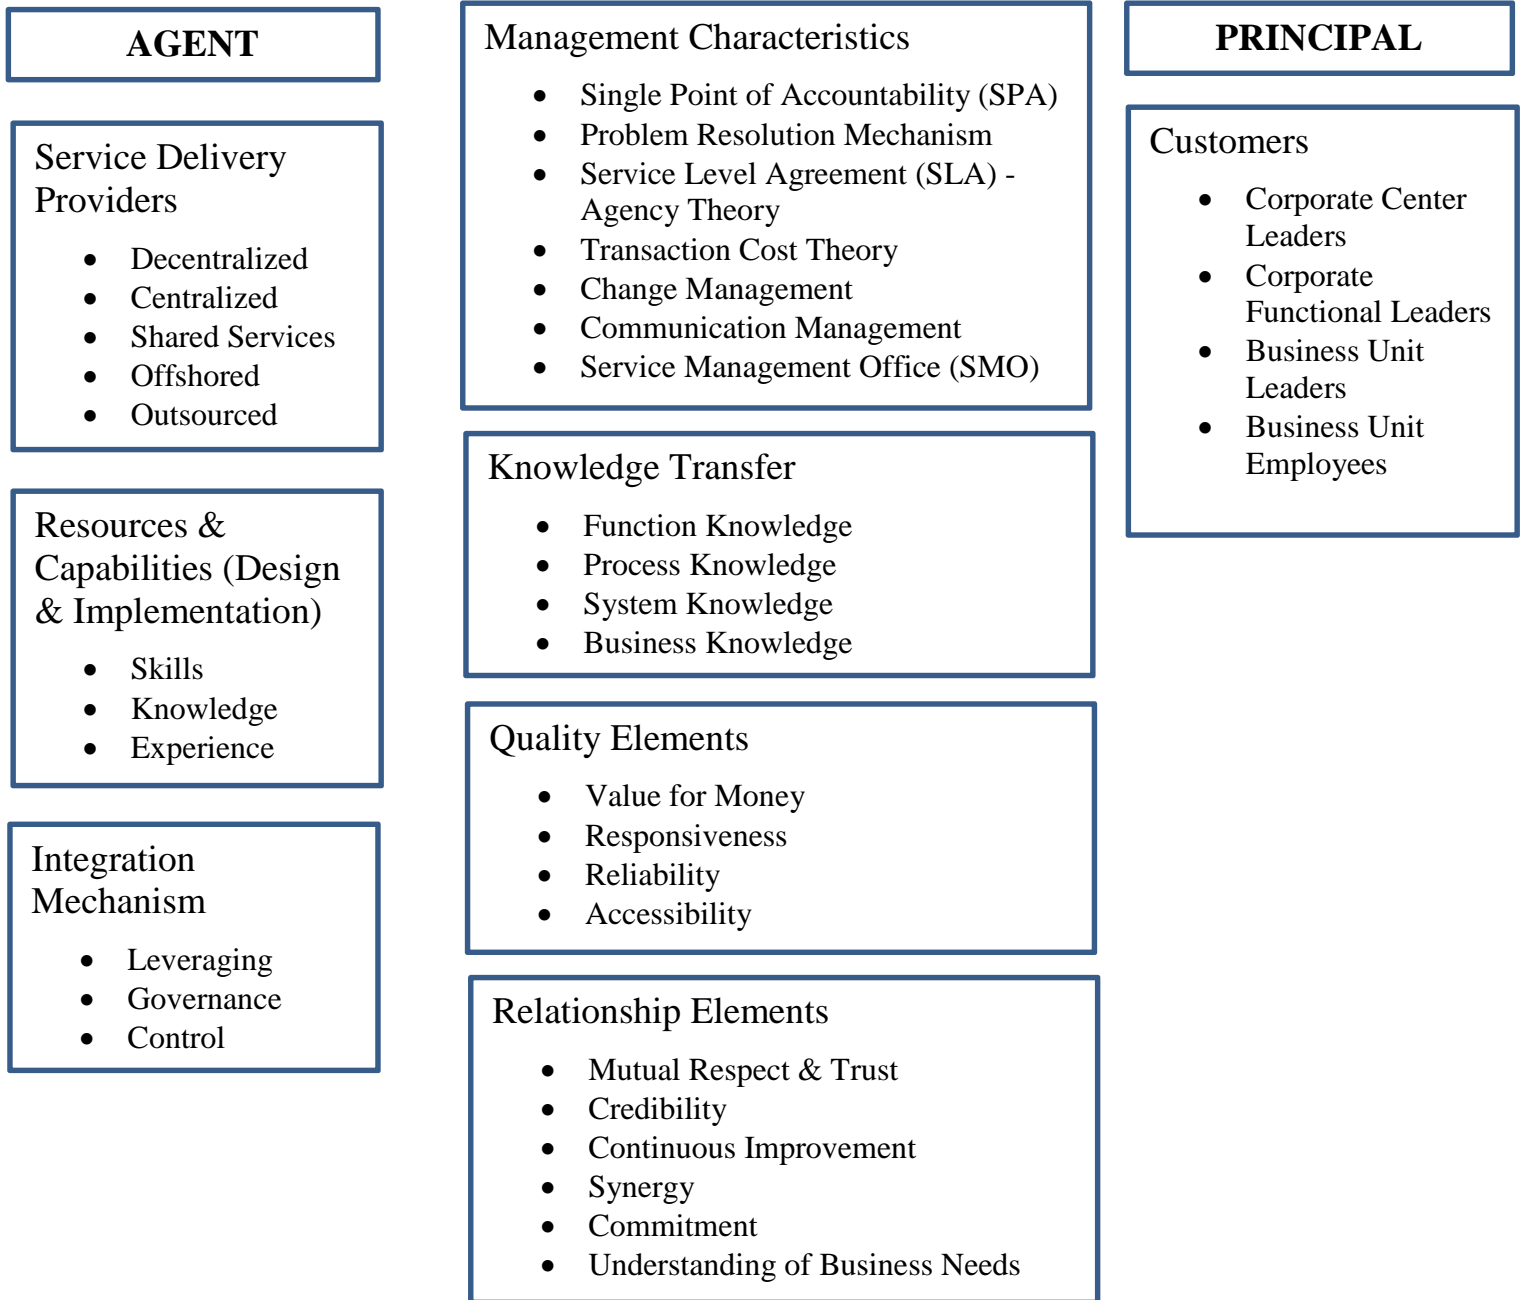 AGENT
Service Delivery
Providers
• Decentralized
• Centralized
• Shared Services
• Offshored
• Outsourced
Resources &
Capabilities (Design
& Implementation)
• Skills
• Knowledge
• Experience
Integration
Mechanism
• Leveraging
• Governance
• Control
Management Characteristics
• Single Point of Accountability (SPA)
• Problem Resolution Mechanism
• Service Level Agreement (SLA) -
Agency Theory
• Transaction Cost Theory
• Change Management
• Communication Management
• Service Management Office (SMO)
Knowledge Transfer
• Function Knowledge
• Process Knowledge
• System Knowledge
• Business Knowledge
Quality Elements
• Value for Money
• Responsiveness
• Reliability
• Accessibility
Relationship Elements
• Mutual Respect & Trust
• Credibility
• Continuous Improvement
• Synergy
• Commitment
• Understanding of Business Needs
PRINCIPAL
Customers
• Corporate Center
Leaders
• Corporate
Functional Leaders
• Business Unit
Leaders
• Business Unit
Employees